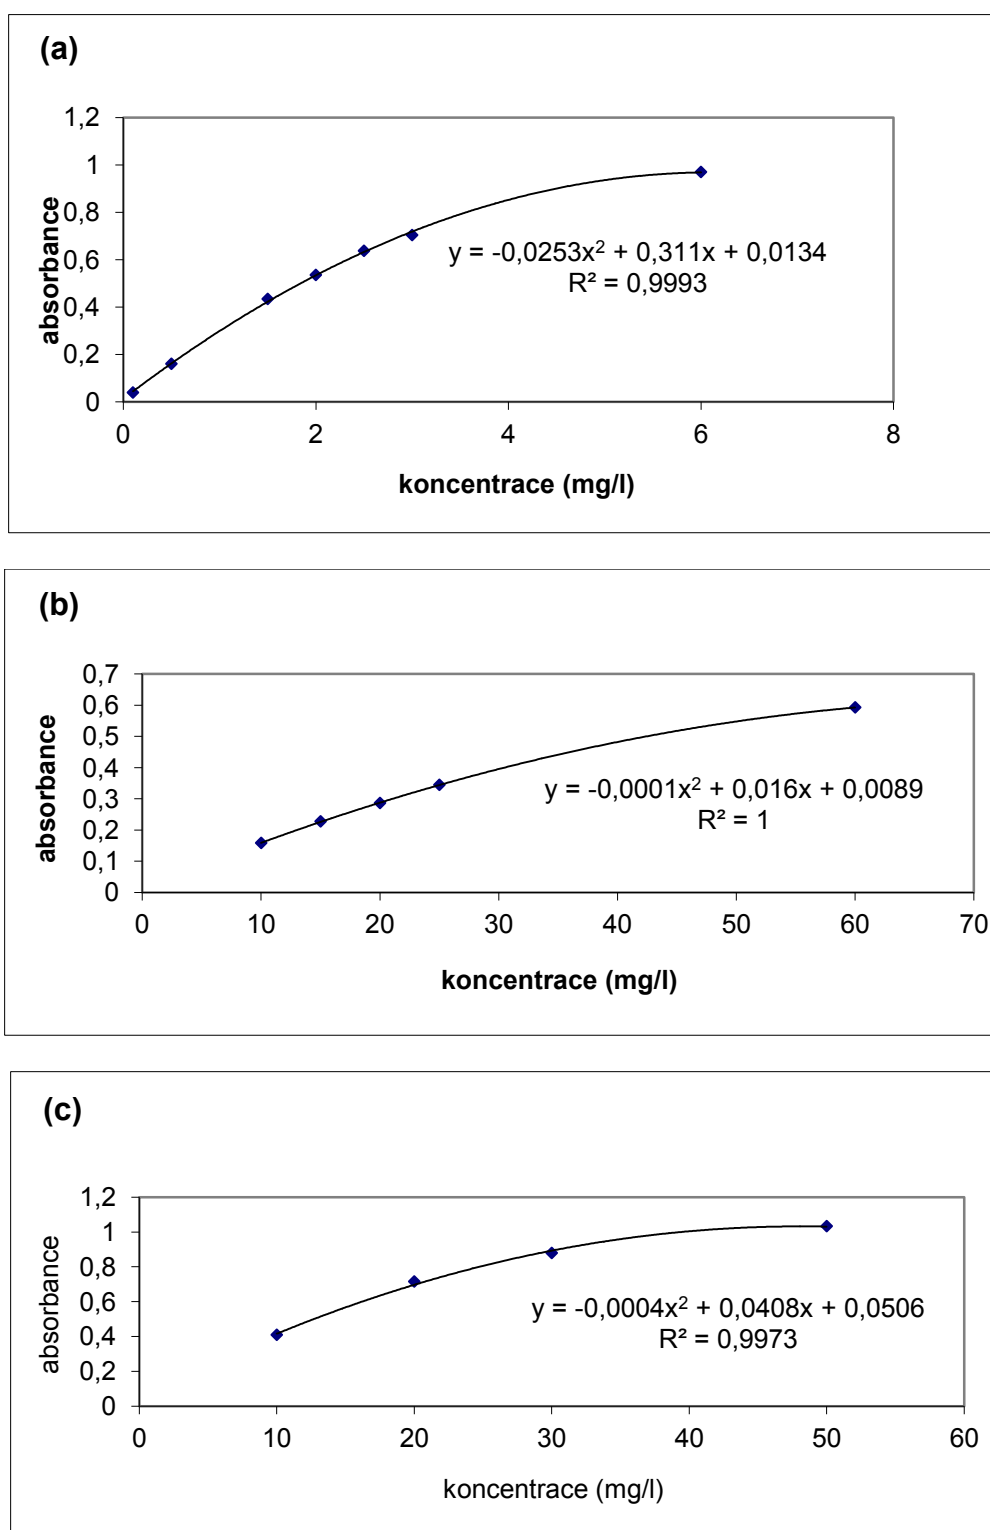 (a)
1,2
1
0,8
0,6
0,4
0,2
0
absorbance
y = -0,0253x² + 0,311x + 0,0134
R² = 0,9993
0 2 4 6 8
koncentrace (mg/l)
(b)
0,7
0,6
0,5
0,4
0,3
0,2
0,1
0
absorbance
y = -0,0001x² + 0,016x + 0,0089
R² = 1
0 10 20 30 40 50 60 70
koncentrace (mg/l)
(c)
1,2
1
0,8
0,6
0,4
0,2
0
absorbance
y = -0,0004x² + 0,0408x + 0,0506
R² = 0,9973
0 10 20 30 40 50 60
koncentrace (mg/l)